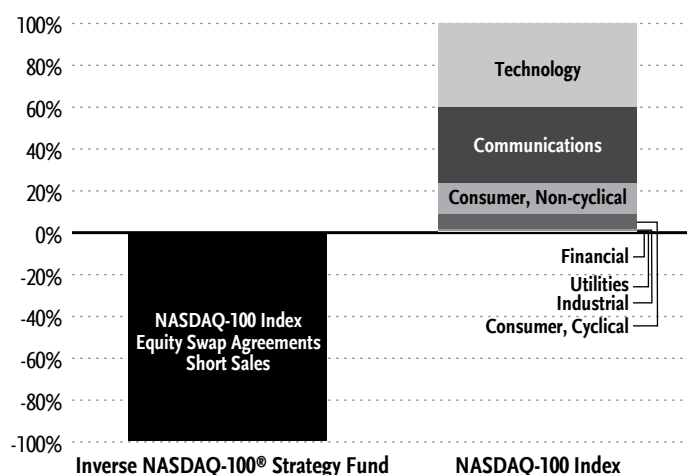 100%
80%
60%
40%
20%
0%
-20%
-40%
-60%
-80%
-100%
Technology
Communications
Consumer, Non-cyclical
Financial
Utilities
Industrial
Consumer, Cyclical
NASDAQ-100 Index
Equity Swap Agreements
Short Sales
Inverse NASDAQ-100® Strategy Fund
NASDAQ-100 Index